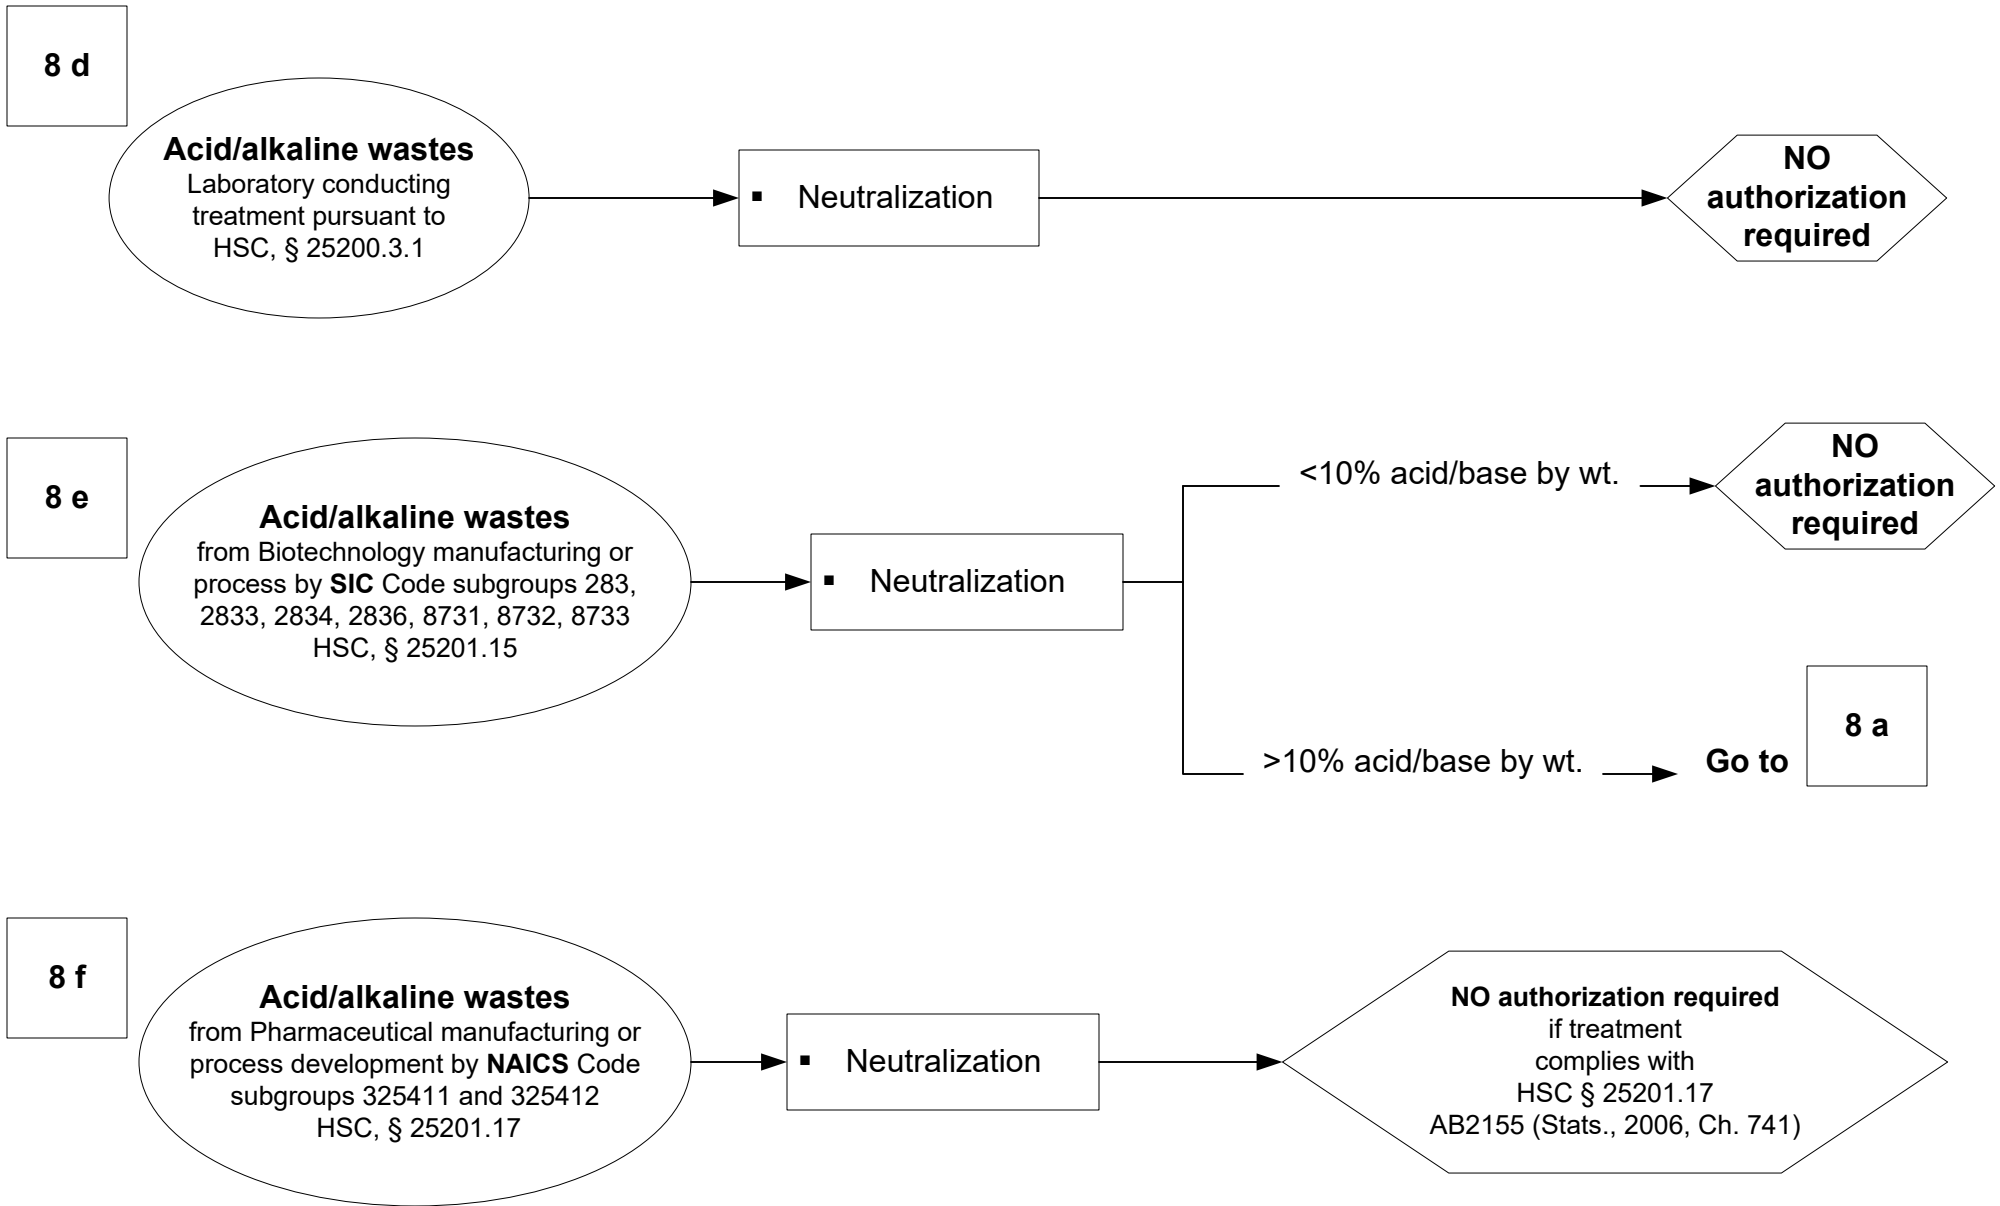 8 d
Acid/alkaline wastes
Laboratory conducting
treatment pursuant to
HSC, § 25200.3.1
▪ Neutralization
NO
authorization
required
8 e
Acid/alkaline wastes
from Biotechnology manufacturing or
process by SIC Code subgroups 283,
2833, 2834, 2836, 8731, 8732, 8733
HSC, § 25201.15
▪ Neutralization
<10% acid/base by wt.
NO
authorization
required
>10% acid/base by wt.
Go to
8 a
8 f
Acid/alkaline wastes
from Pharmaceutical manufacturing or
process development by NAICS Code
subgroups 325411 and 325412
HSC, § 25201.17
▪ Neutralization
NO authorization required
if treatment
complies with
HSC § 25201.17
AB2155 (Stats., 2006, Ch. 741)